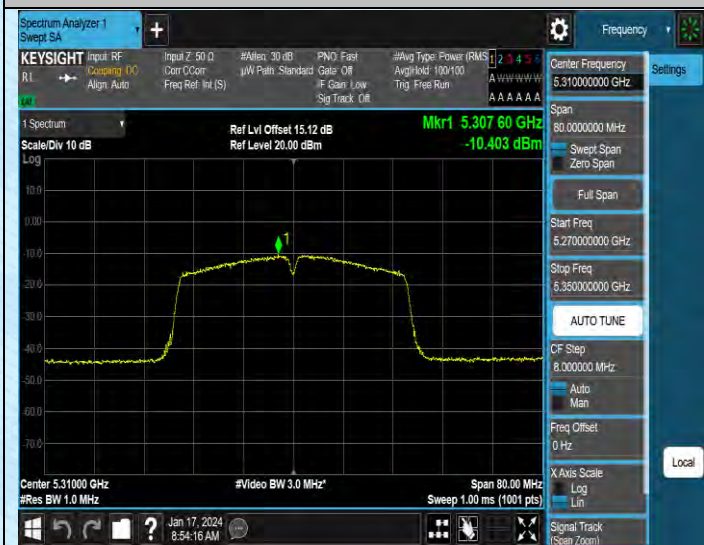 Spectrum Analyzer 1
Swept SA
Frequency
KEYSIGHT Input: RF
RL
Coupling: DC
Align: Auto
Input Z: 50 Ω
Corr CCorr
Freq Ref: Int (S)
#Atten: 30 dB
µW Path: Standard
PNO: Fast
Gate: Off
IF Gain: Low
Sig Track: Off
#Avg Type: Power (RMS
Avg|Hold: 100/100
Trig: Free Run
1 2 3 4 5 6
A W W W W W
A A A A A A
1 Spectrum
Scale/Div 10 dB
Ref Lvl Offset 15.12 dB
Ref Level 20.00 dBm
Mkr1 5.307 60 GHz
-10.403 dBm
Log
10.0
0.00
-10.0
-20.0
-30.0
-40.0
-50.0
-60.0
-70.0
1
Center 5.31000 GHz
#Res BW 1.0 MHz
#Video BW 3.0 MHz*
Span 80.00 MHz
Sweep 1.00 ms (1001 pts)
Jan 17, 2024
8:54:16 AM
?
Center Frequency
5.310000000 GHz
Settings
Span
80.0000000 MHz
Swept Span
Zero Span
Full Span
Start Freq
5.270000000 GHz
Stop Freq
5.350000000 GHz
AUTO TUNE
CF Step
8.000000 MHz
Auto
Man
Freq Offset
0 Hz
X Axis Scale
Log
Lin
Local
Signal Track
(Span Zoom)